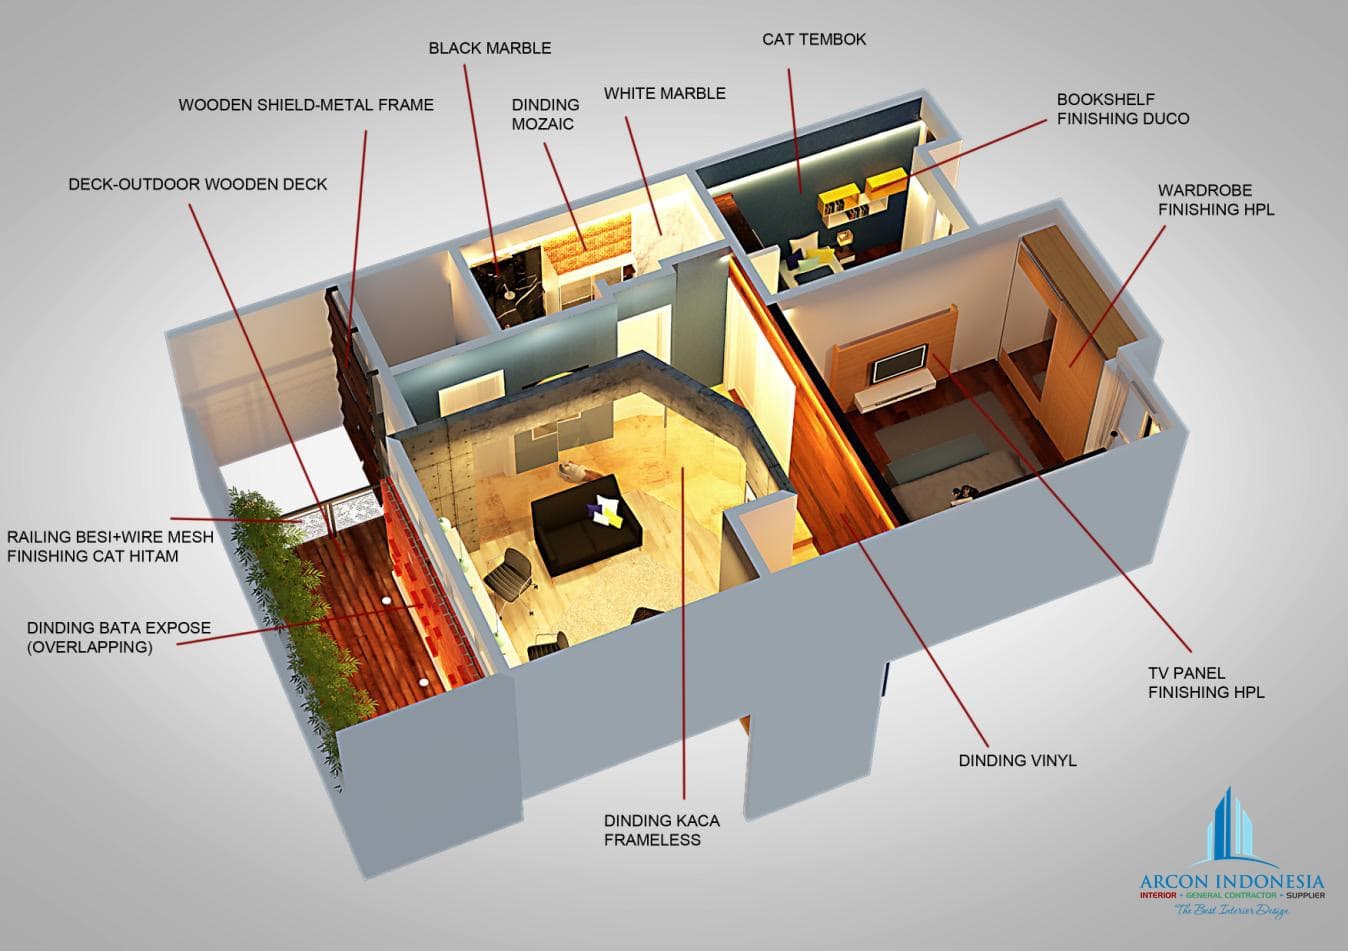 CAT TEMBOK
BLACK MARBLE
WHITE MARBLE
WOODEN SHIELD-METAL FRAME
DINDING
MOZAIC
BOOKSHELF
FINISHING DUCO
DECK-OUTDOOR WOODEN DECK
WARDROBE
FINISHING HPL
RAILING BESI+WIRE MESH
FINISHING CAT HITAM
DINDING BATA EXPOSE
(OVERLAPPING)
TV PANEL
FINISHING HPL
DINDING VINYL
DINDING KACA
FRAMELESS
ARCON INDONESIA
INTERIOR • GENERAL CONTRACTOR • SUPPLIER
The Best Interior Design